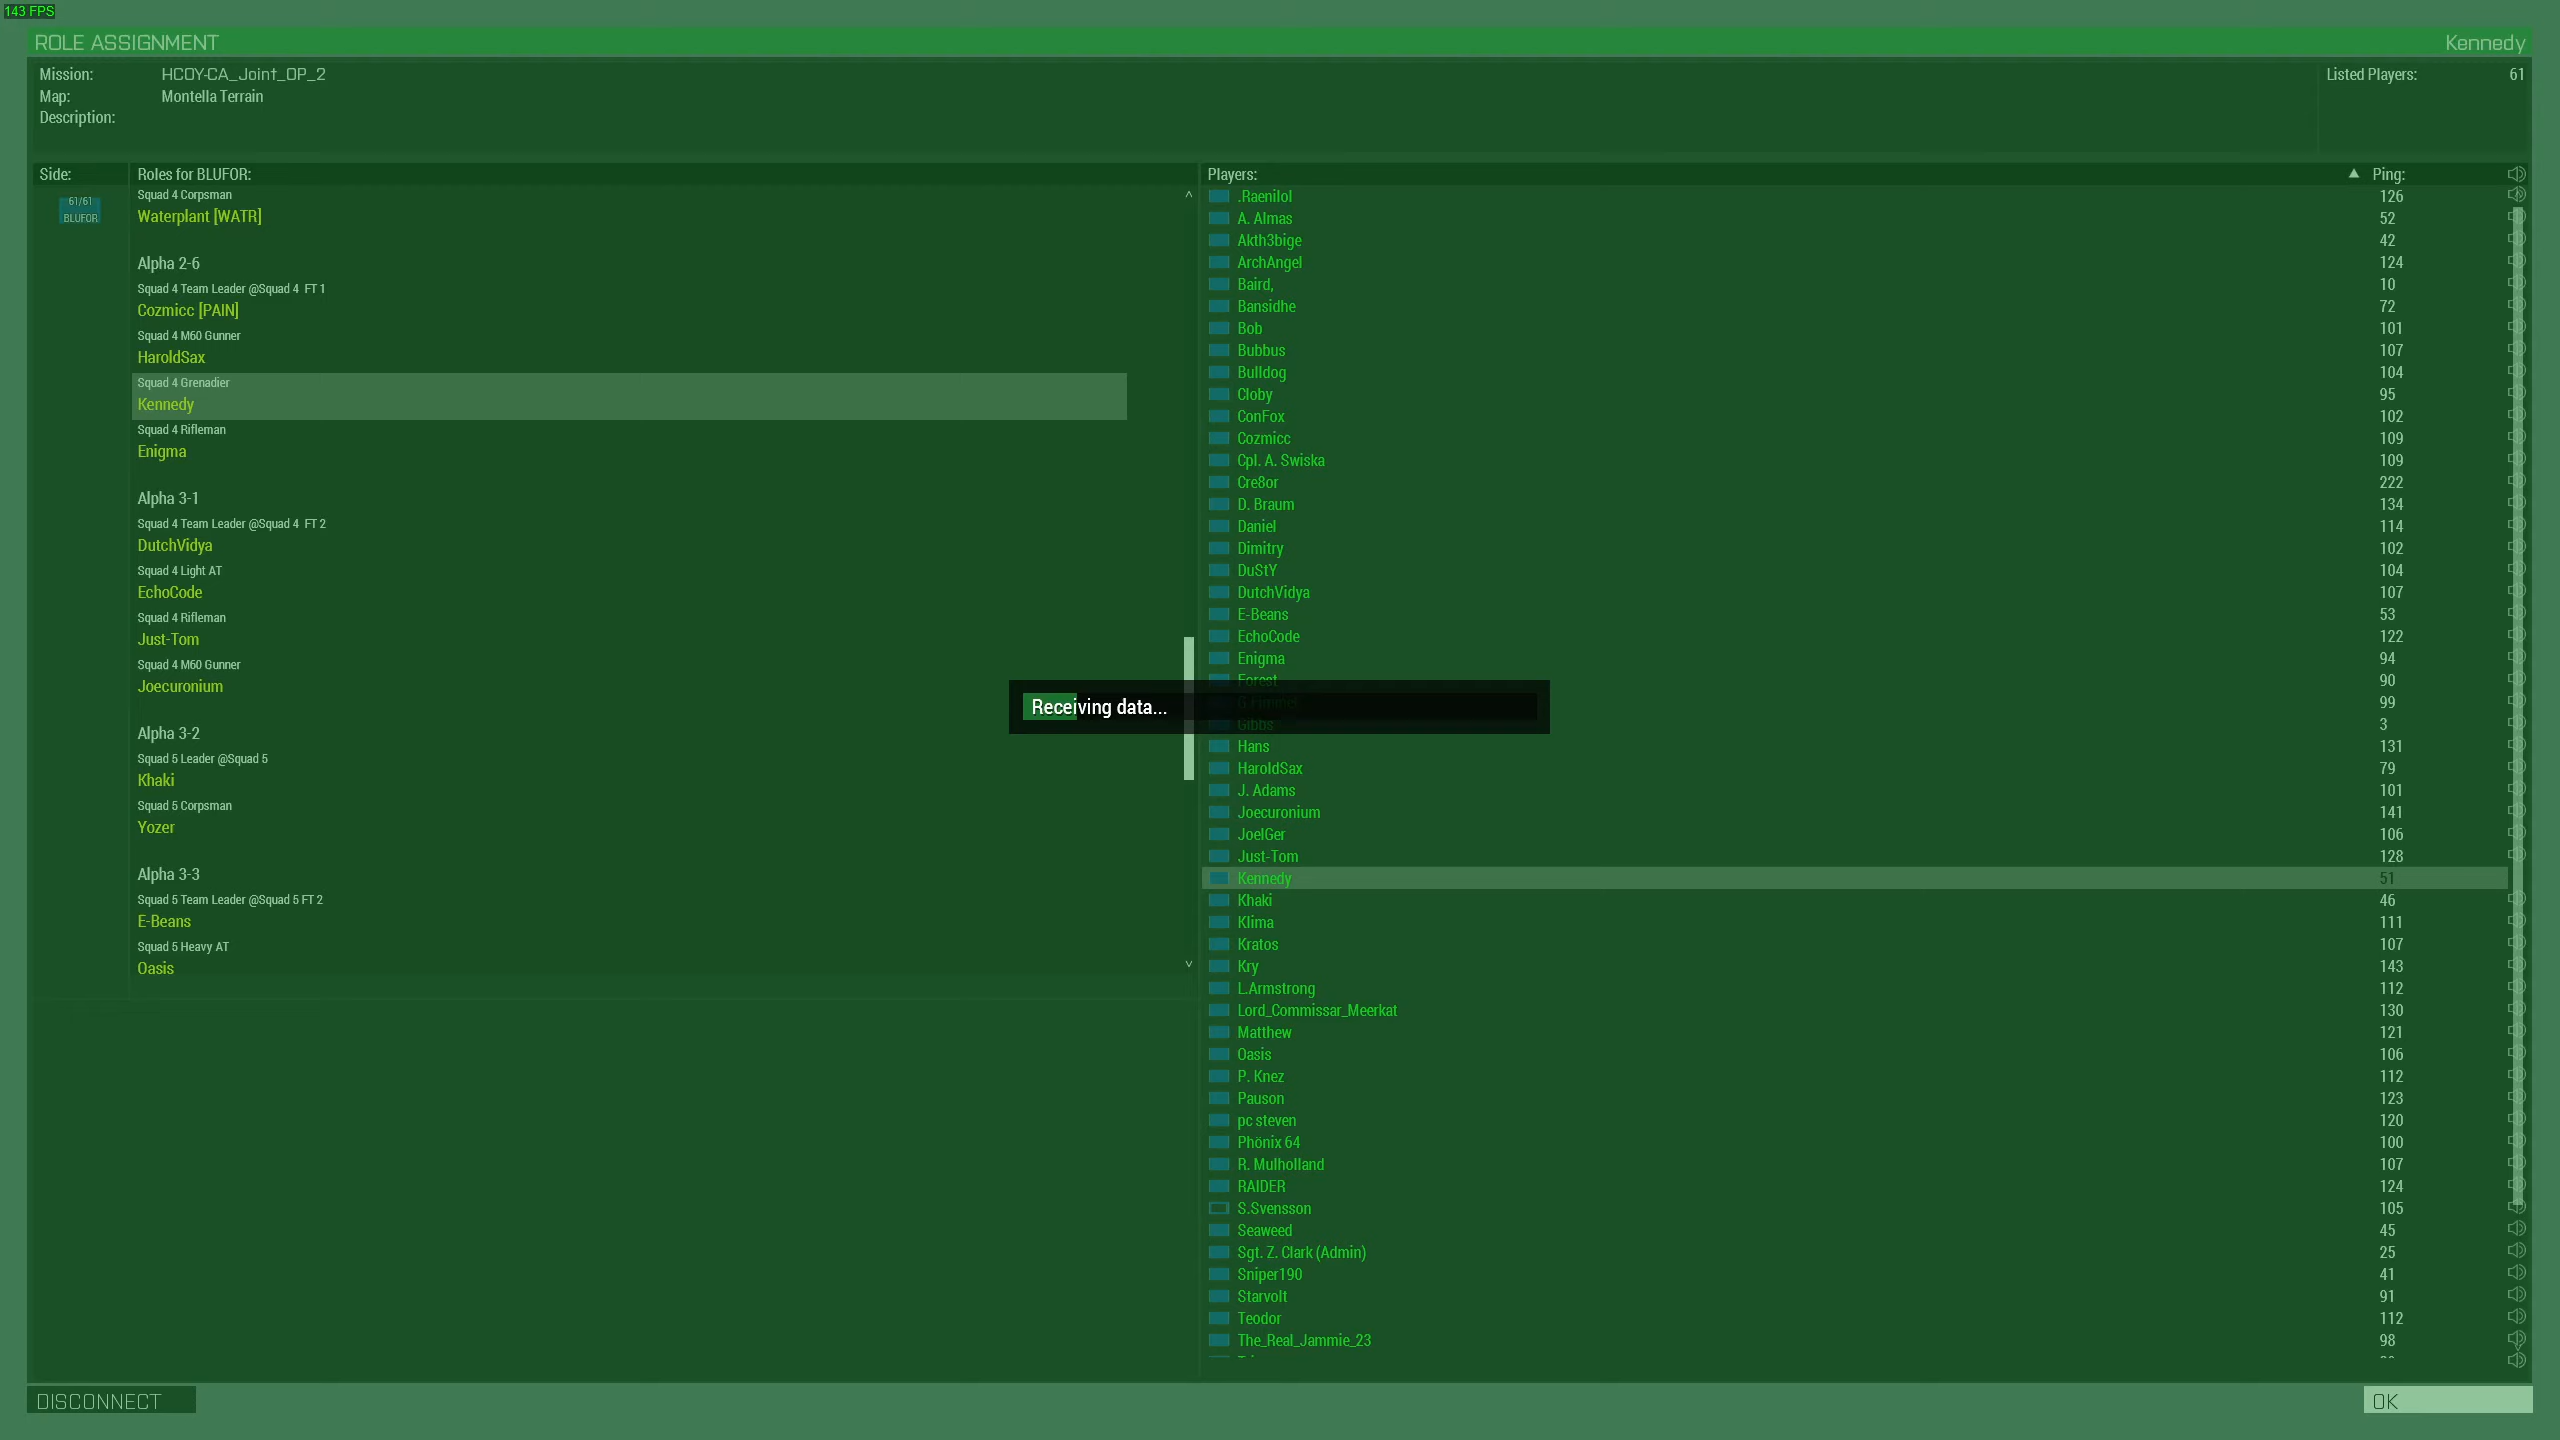 143 FPS
ROLE ASSIGNMENT
Kennedy
Mission: HCOY-CA_Joint_OP_2
Listed Players: 61
Map: Montella Terrain
Description:
Side:
61/61
BLUFOR
Roles for BLUFOR:
Squad 4 Corpsman
Waterplant [WATR]
Alpha 2-6
Squad 4 Team Leader @Squad 4 FT 1
Cozmicc [PAIN]
Squad 4 M60 Gunner
HaroldSax
Squad 4 Grenadier
Kennedy
Squad 4 Rifleman
Enigma
Alpha 3-1
Squad 4 Team Leader @Squad 4 FT 2
DutchVidya
Squad 4 Light AT
EchoCode
Squad 4 Rifleman
Just-Tom
Squad 4 M60 Gunner
Joecuronium
Alpha 3-2
Squad 5 Leader @Squad 5
Khaki
Squad 5 Corpsman
Yozer
Alpha 3-3
Squad 5 Team Leader @Squad 5 FT 2
E-Beans
Squad 5 Heavy AT
Oasis
Receiving data...
Players: Ping:
.Raenilol 126
A. Almas 52
Akth3bige 42
ArchAngel 124
Baird, 10
Bansidhe 72
Bob 101
Bubbus 107
Bulldog 104
Cloby 95
ConFox 102
Cozmicc 109
Cpl. A. Swiska 109
Cre8or 222
D. Braum 134
Daniel 114
Dimitry 102
DuStY 104
DutchVidya 107
E-Beans 53
EchoCode 122
Enigma 94
Forest 90
99
Gibbs 3
Hans 131
HaroldSax 79
J. Adams 101
Joecuronium 141
JoelGer 106
Just-Tom 128
Kennedy 51
Khaki 46
Klima 111
Kratos 107
Kry 143
L.Armstrong 112
Lord_Commissar_Meerkat 130
Matthew 121
Oasis 106
P. Knez 112
Pauson 123
pc steven 120
Phönix 64 100
R. Mulholland 107
RAIDER 124
S.Svensson 105
Seaweed 45
Sgt. Z. Clark (Admin) 25
Sniper190 41
Starvolt 91
Teodor 112
The_Real_Jammie_23 98
DISCONNECT
OK